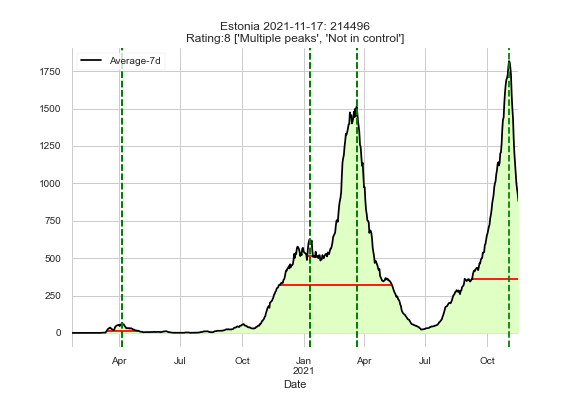 Estonia 2021-11-17: 214496
Rating:8 ['Multiple peaks', 'Not in control']
Average-7d
1750
1500
1250
1000
750
500
250
0
Apr Jul Oct Jan Apr Jul Oct
2021
Date